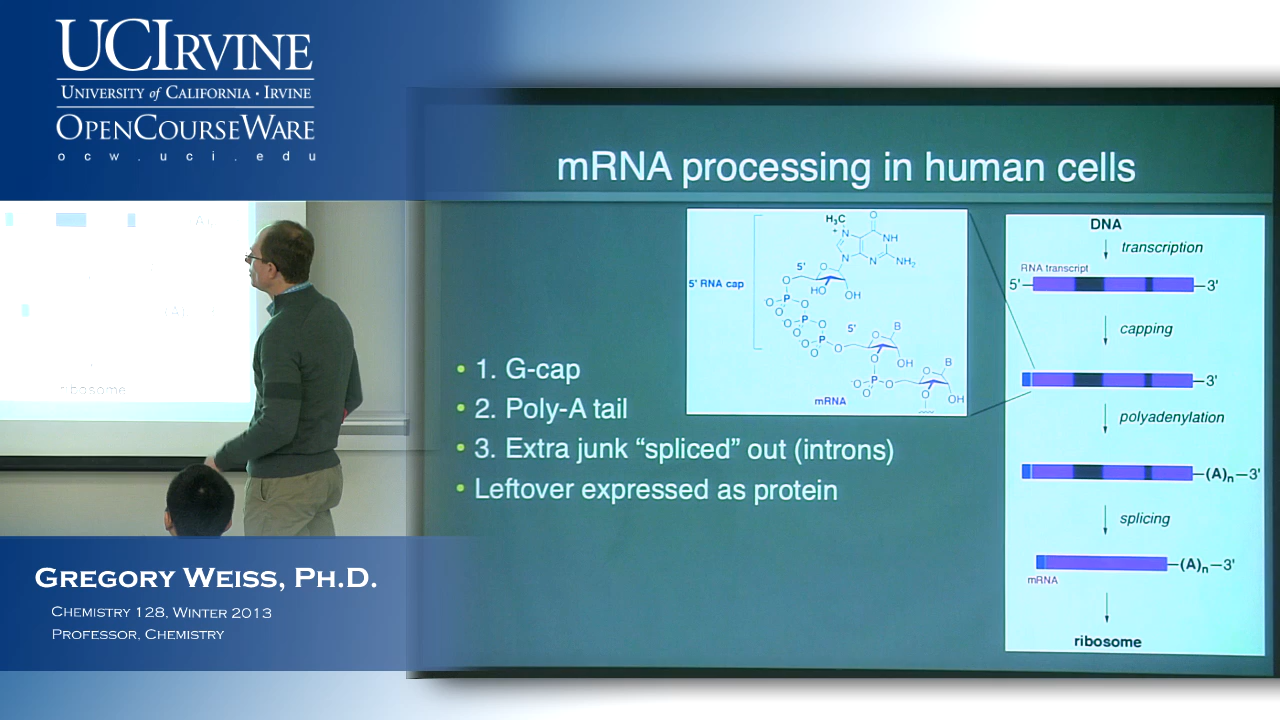 UCIRVINE
UNIVERSITY of CALIFORNIA · IRVINE
OPENCOURSEWARE
ocw.uci.edu
ribosome
GREGORY WEISS, PH.D.
CHEMISTRY 128, WINTER 2013
PROFESSOR, CHEMISTRY
mRNA processing in human cells
• 1. G-cap
• 2. Poly-A tail
• 3. Extra junk “spliced” out (introns)
• Leftover expressed as protein
H₃C
+
N
O
NH
N
N
NH₂
5' RNA cap
5'
O
O
HO
OH
O
O
P
O
O
P
O
O
P
O
O
5'
O
B
OH
O
⁻O
P
O
O
O
B
OH
O
mRNA
DNA
transcription
RNA transcript
5'
3'
capping
3'
polyadenylation
(A)n
3'
splicing
(A)n
3'
mRNA
ribosome